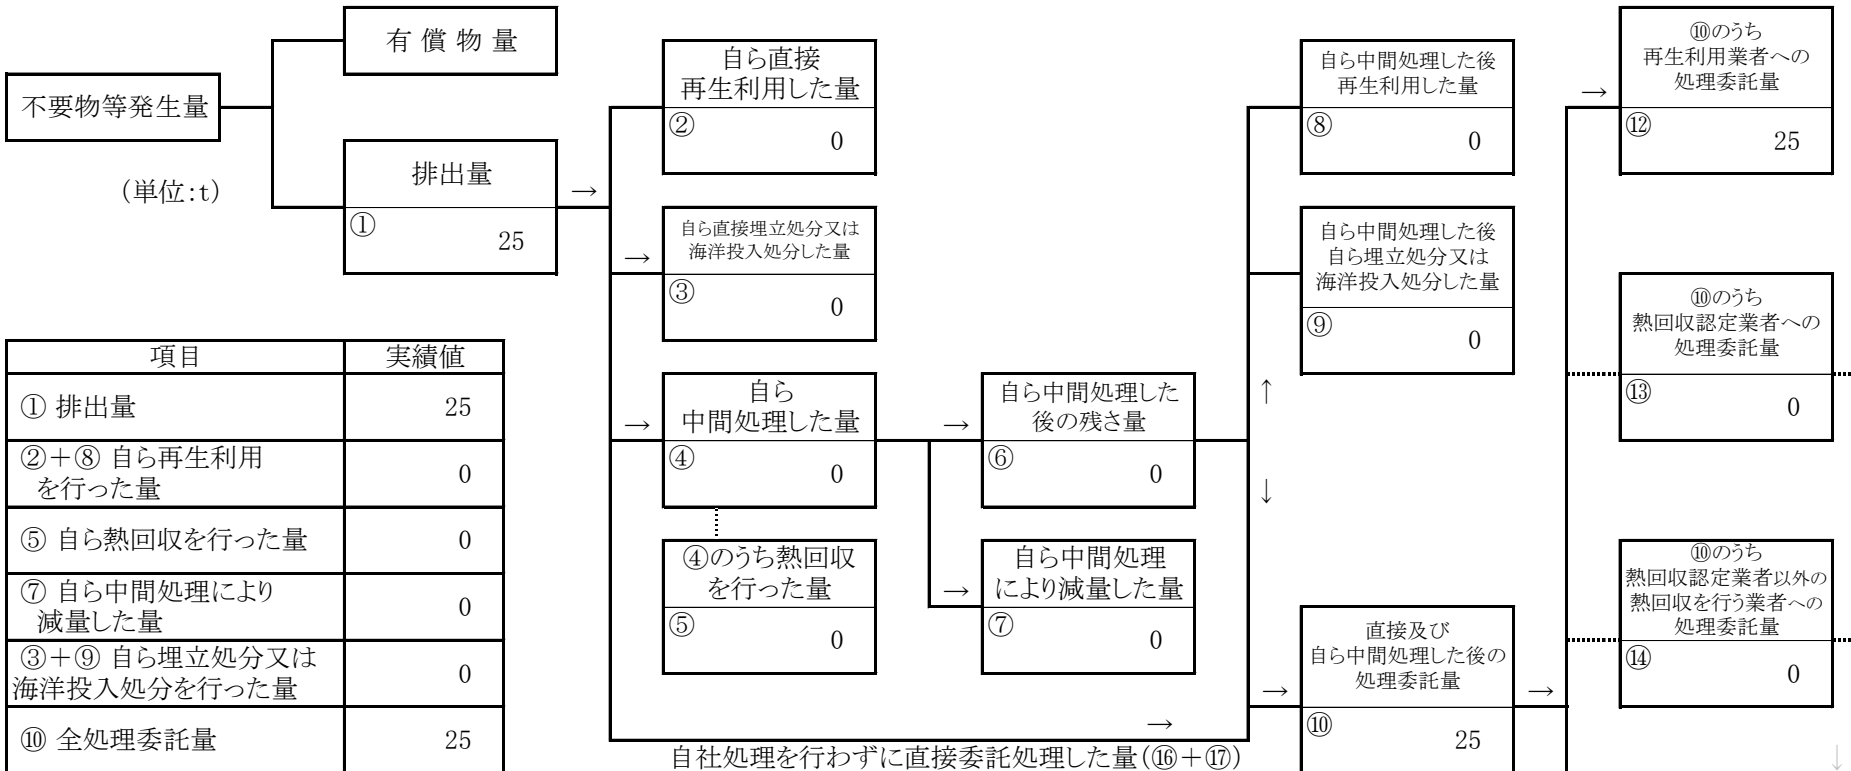 有 償 物 量
不要物等発生量
(単位:t)
排出量
→
①
25
自ら直接
再生利用した量
②
0
→
自ら直接埋立処分又は
海洋投入処分した量
③
0
→
自ら
中間処理した量
④
0
④のうち熱回収
を行った量
⑤
0
→
自ら中間処理した
後の残さ量
⑥
0
→
自ら中間処理
により減量した量
⑦
0
↑
↓
自ら中間処理した後
再生利用した量
⑧
0
自ら中間処理した後
自ら埋立処分又は
海洋投入処分した量
⑨
0
→
自社処理を行わずに直接委託処理した量(⑯+⑰)
→
直接及び
自ら中間処理した後の
処理委託量
⑩
25
→
→
⑩のうち
再生利用業者への
処理委託量
⑫
25
⑩のうち
熱回収認定業者への
処理委託量
⑬
0
⑩のうち
熱回収認定業者以外の
熱回収を行う業者への
処理委託量
⑭
0
↓
項目 実績値
① 排出量 25
②+⑧ 自ら再生利用
を行った量 0
⑤ 自ら熱回収を行った量 0
⑦ 自ら中間処理により
減量した量 0
③+⑨ 自ら埋立処分又は
海洋投入処分を行った量 0
⑩ 全処理委託量 25